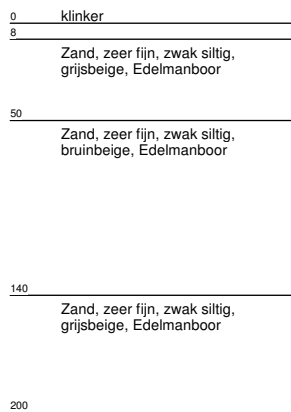 0 klinker
8
Zand, zeer fijn, zwak siltig,
grijsbeige, Edelmanboor
50
Zand, zeer fijn, zwak siltig,
bruinbeige, Edelmanboor
140
Zand, zeer fijn, zwak siltig,
grijsbeige, Edelmanboor
200